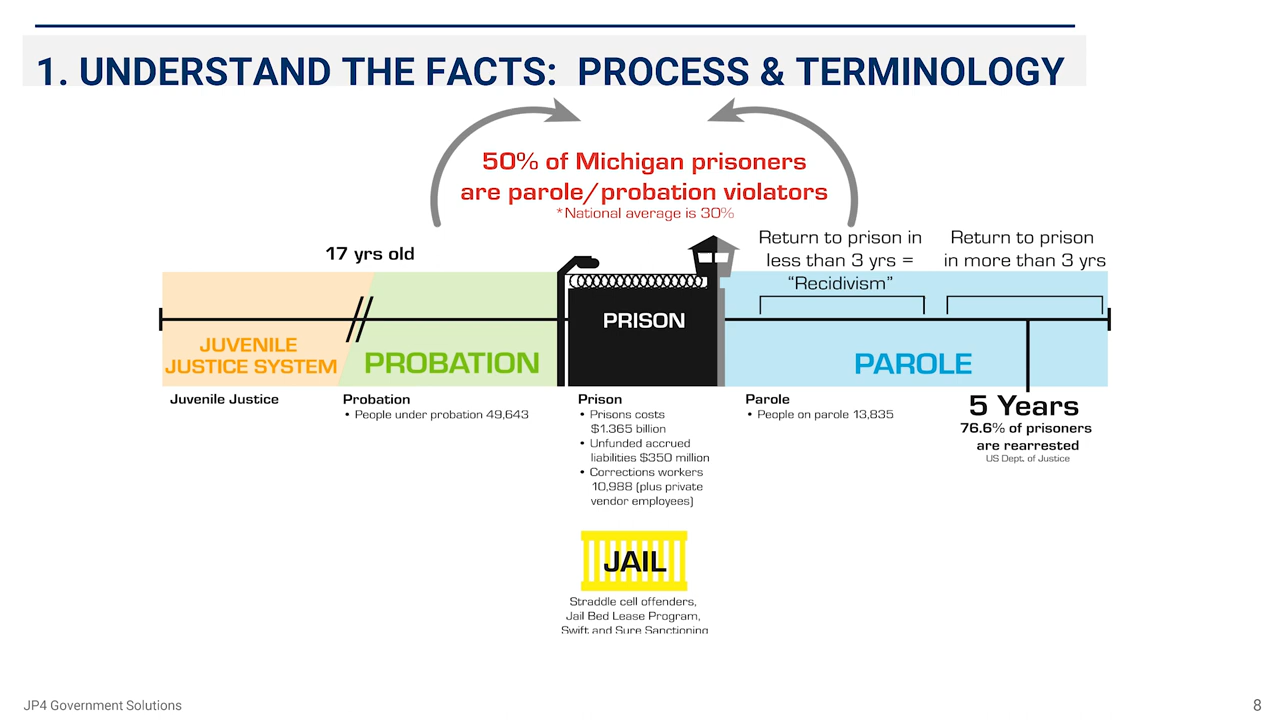 1. UNDERSTAND THE FACTS: PROCESS & TERMINOLOGY
50% of Michigan prisoners
are parole/probation violators
*National average is 30%
17 yrs old
Return to prison in
less than 3 yrs =
“Recidivism”
Return to prison
in more than 3 yrs
JUVENILE
JUSTICE SYSTEM
PROBATION
PRISON
PAROLE
Juvenile Justice
Probation
• People under probation 49,643
Prison
• Prisons costs
$1.365 billion
• Unfunded accrued
liabilities $350 million
• Corrections workers
10,988 (plus private
vendor employees)
Parole
• People on parole 13,835
5 Years
76.6% of prisoners
are rearrested
US Dept. of Justice
JAIL
Straddle cell offenders,
Jail Bed Lease Program,
Swift and Sure Sanctioning
JP4 Government Solutions
8